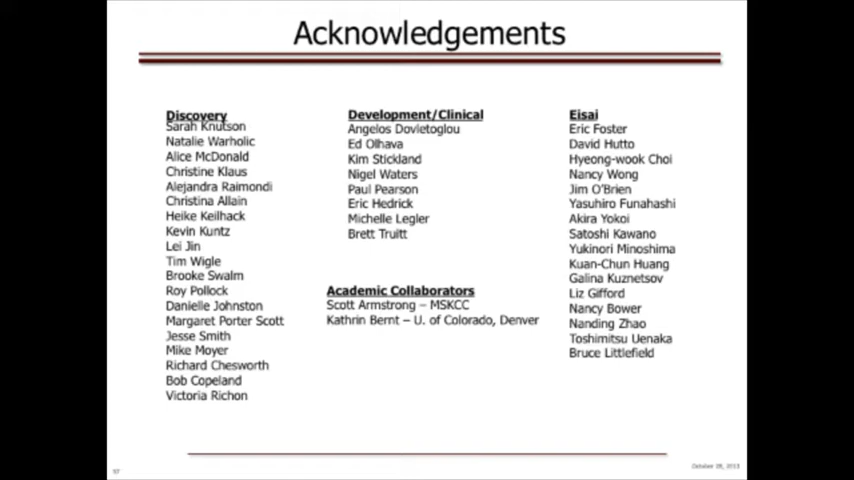 Acknowledgements
Discovery
Sarah Knutson
Natalie Warholic
Alice McDonald
Christine Klaus
Alejandra Raimondi
Christina Allain
Heike Keilhack
Kevin Kuntz
Lei Jin
Tim Wigle
Brooke Swalm
Roy Pollock
Danielle Johnston
Margaret Porter Scott
Jesse Smith
Mike Moyer
Richard Chesworth
Bob Copeland
Victoria Richon
Development/Clinical
Angelos Dovletoglou
Ed Olhava
Kim Stickland
Nigel Waters
Paul Pearson
Eric Hedrick
Michelle Legler
Brett Truitt
Academic Collaborators
Scott Armstrong – MSKCC
Kathrin Bernt – U. of Colorado, Denver
Eisai
Eric Foster
David Hutto
Hyeong-wook Choi
Nancy Wong
Jim O'Brien
Yasuhiro Funahashi
Akira Yokoi
Satoshi Kawano
Yukinori Minoshima
Kuan-Chun Huang
Galina Kuznetsov
Liz Gifford
Nancy Bower
Nanding Zhao
Toshimitsu Uenaka
Bruce Littlefield
October 28, 2013